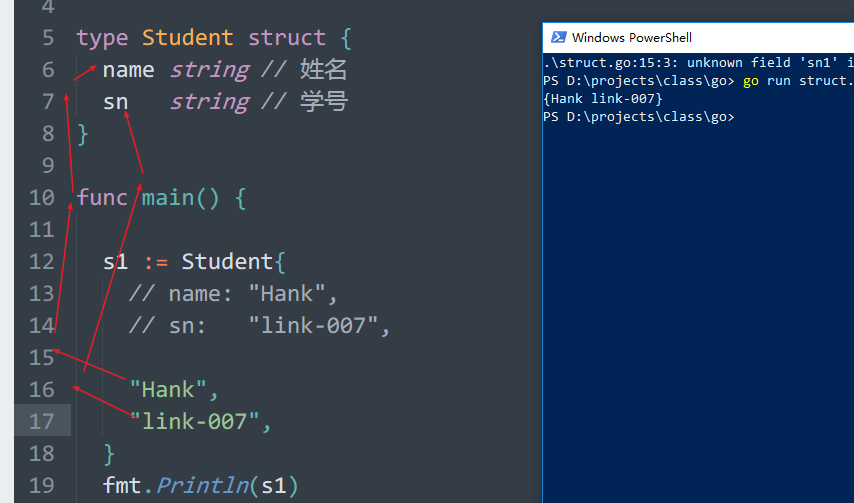 4
5 type Student struct {
6 name string // 姓名
7 sn string // 学号
8 }
9
10 func main() {
11
12 s1 := Student{
13 // name: "Hank",
14 // sn: "link-007",
15
16 "Hank",
17 "link-007",
18 }
19 fmt.Println(s1)
Windows PowerShell
.\struct.go:15:3: unknown field 'sn1' i
PS D:\projects\class\go> go run struct.
{Hank link-007}
PS D:\projects\class\go>